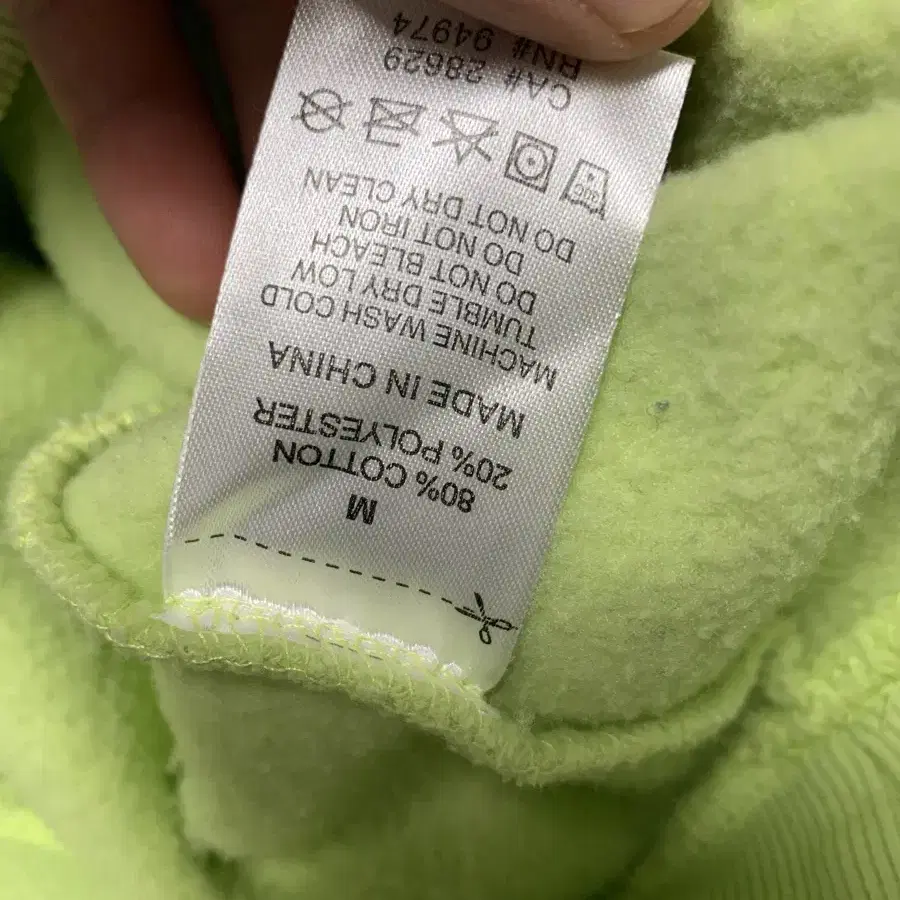 M
80% COTTON
20% POLYESTER
MADE IN CHINA
MACHINE WASH COLD
TUMBLE DRY LOW
DO NOT BLEACH
DO NOT IRON
DO NOT DRY CLEAN
30
CA# 28629
RN# 94974